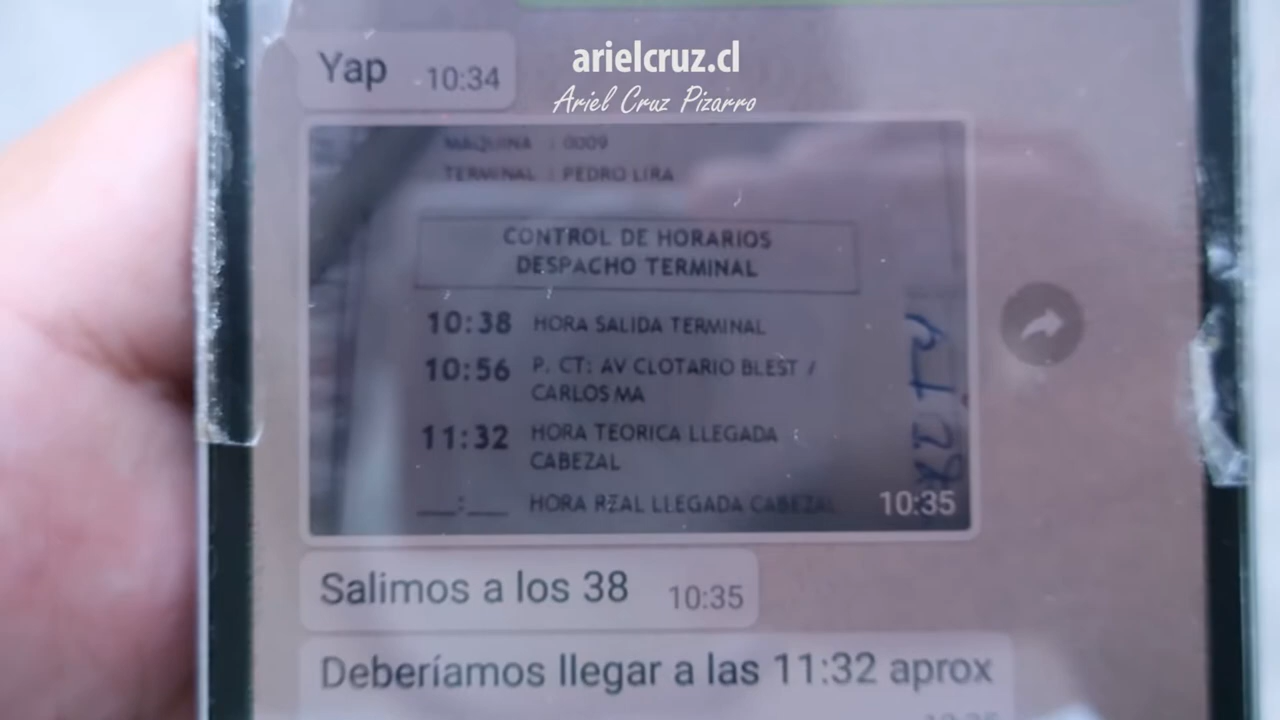 arielcruz.cl
Ariel Cruz Pizarro
Yap 10:34
MAQUINA : 0009
TERMINAL : PEDRO LIRA
CONTROL DE HORARIOS
DESPACHO TERMINAL
10:38 HORA SALIDA TERMINAL
10:56 P. CT: AV CLOTARIO BLEST /
CARLOS MA
11:32 HORA TEORICA LLEGADA
CABEZAL
__:__ HORA REAL LLEGADA CABEZAL
10:35
Salimos a los 38 10:35
Deberíamos llegar a las 11:32 aprox
10:35